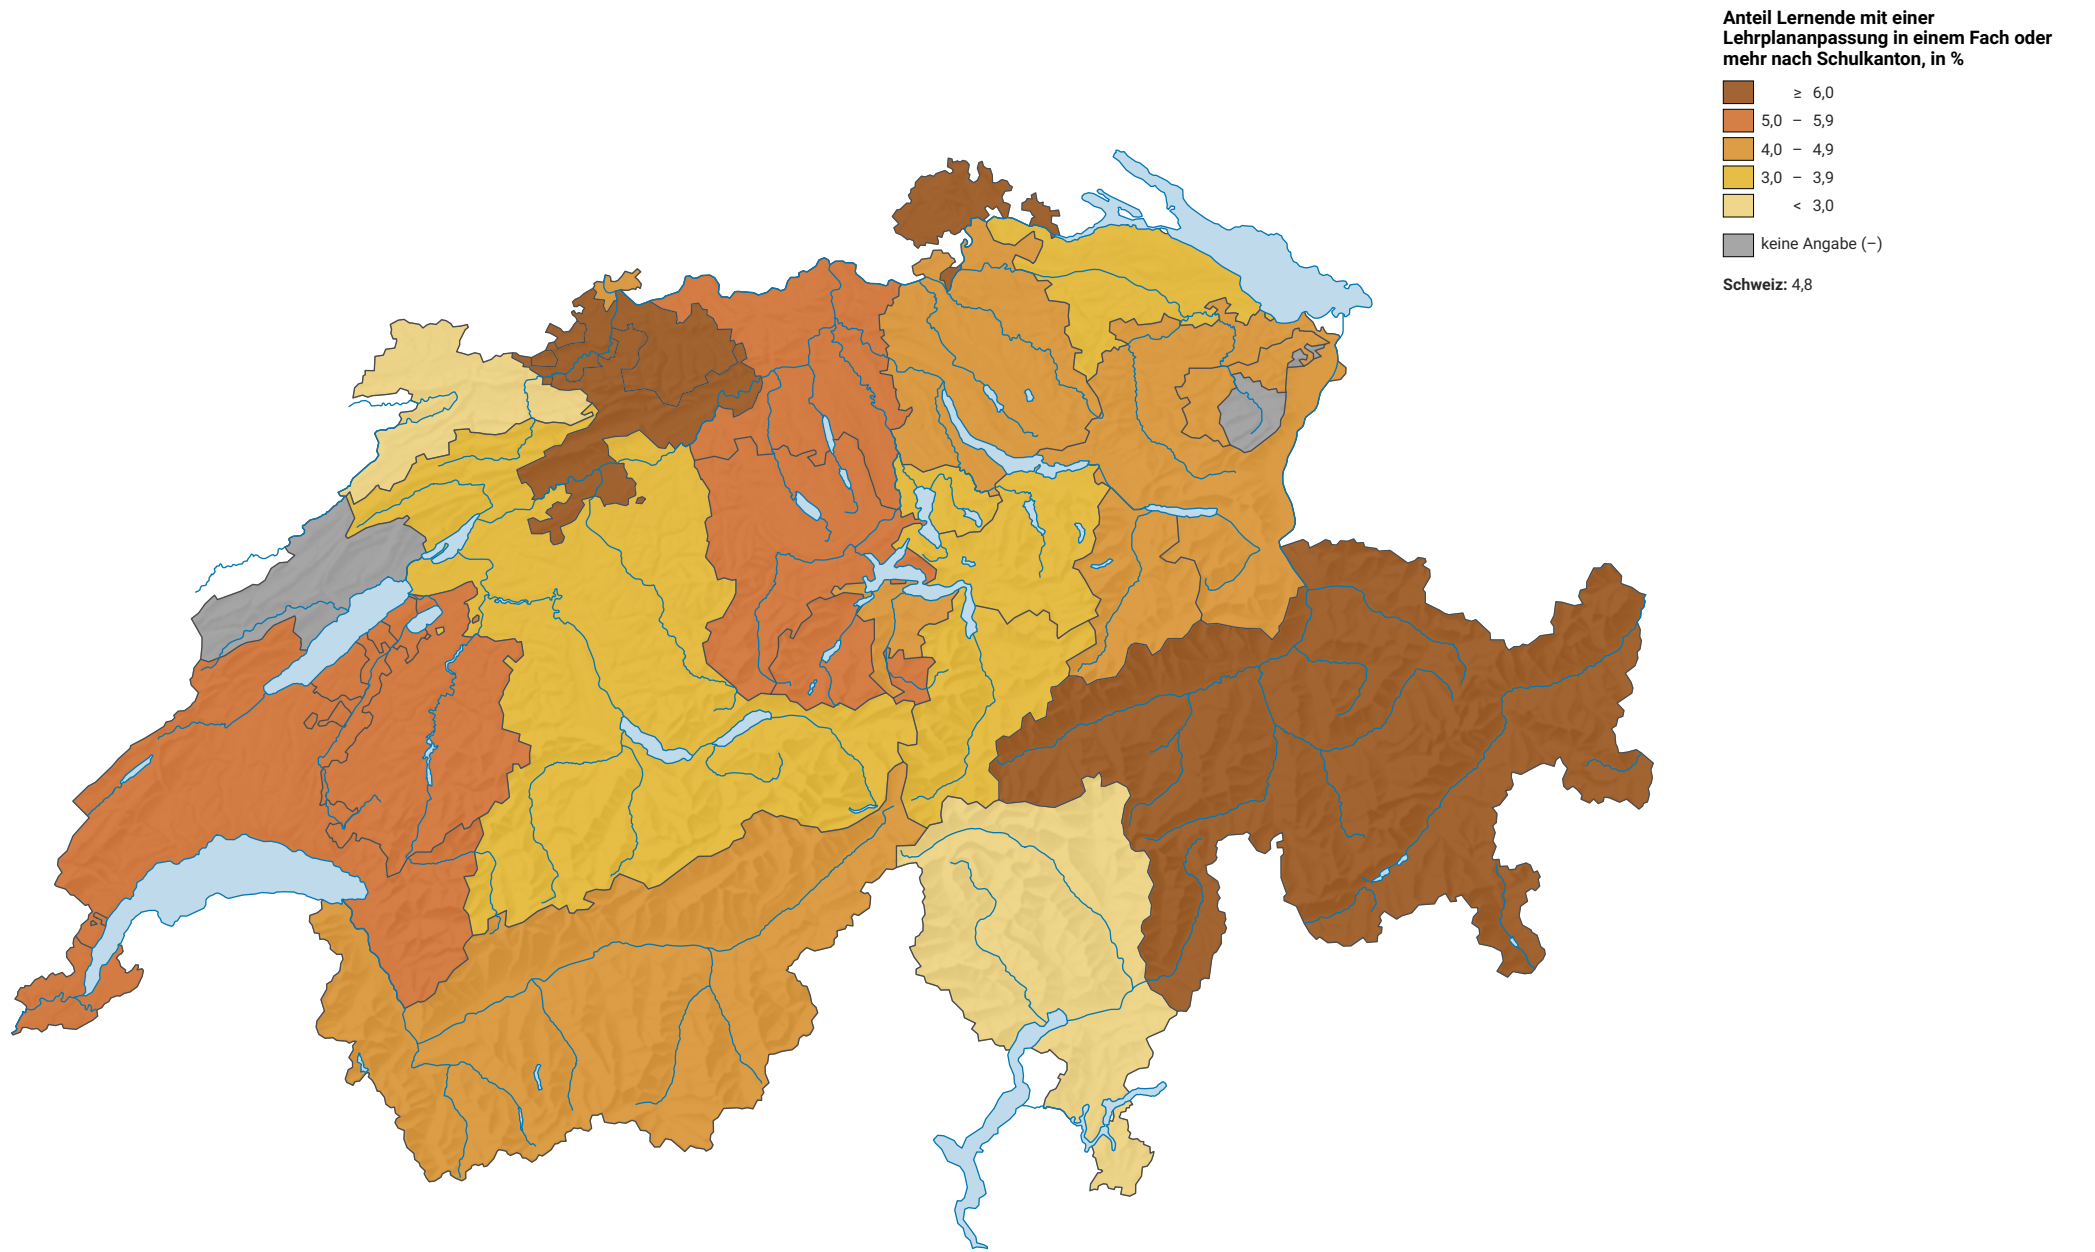 Anteil Lernende mit einer
Lehrplananpassung in einem Fach oder
mehr nach Schulkanton, in %
≥ 6,0
5,0 – 5,9
4,0 – 4,9
3,0 – 3,9
< 3,0
keine Angabe (–)
Schweiz: 4,8